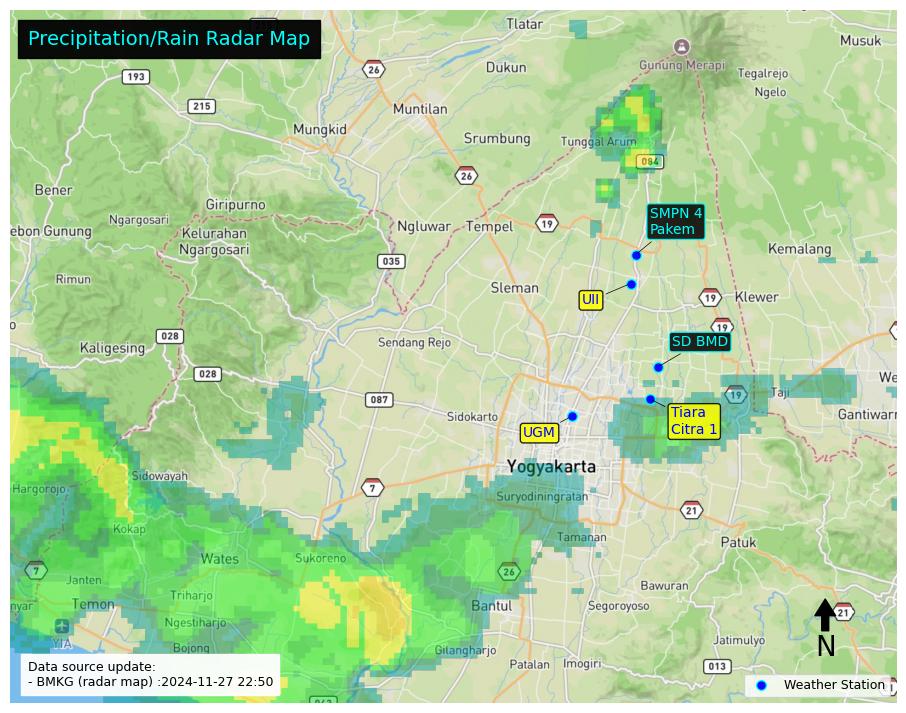 Precipitation/Rain Radar Map
Tlatar
Musuk
26
Gunung Merapi
Dukun
Tegalrejo
193
Ngelo
215
Muntilan
Mungkid
Srumbung
Tunggal Arum
084
26
Bener
Giripurno
SMPN 4
Pakem
Ngargosari
Ngluwar
Tempel
19
ebon Gunung
Kelurahan
Ngargosari
Kemalang
035
Rimun
Sleman
UII
19
Klewer
19
028
Sendang Rejo
SD BMD
Kaligesing
028
We
087
19
Taji
Sidokarto
Tiara
Citra 1
Gantiwarn
UGM
Yogyakarta
Sidowayah
7
Hargorojo
Suryodiningratan
21
Kokap
Tamanan
Patuk
Wates
Sukoreno
7
26
Janten
Bawuran
Triharjo
nyar
Temon
Bantul
Segoroyoso
21
Ngestiharjo
YIA
Bojong
Jatimulyo
N
Gilangharjo
Patalan
Imogiri
013
Data source update:
- BMKG (radar map) :2024-11-27 22:50
Weather Station